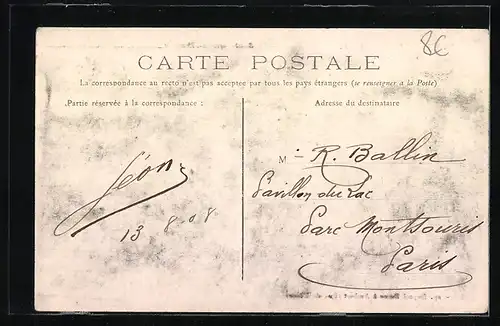 8€
CARTE POSTALE
La correspondance au recto n'est pas acceptée par tous les pays étrangers (se renseigner à la Poste)
Partie réservée à la correspondance :
Adresse du destinataire
Léon
13 8 08
M - R. Ballin
Pavillon du Lac
Parc Montsouris
Paris